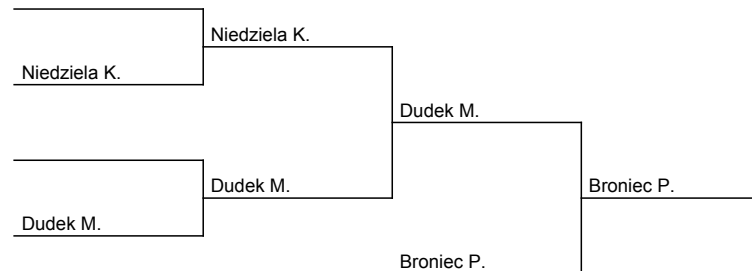 Niedziela K.
Niedziela K.
Dudek M.
Dudek M.
Broniec P.
Dudek M.
Broniec P.